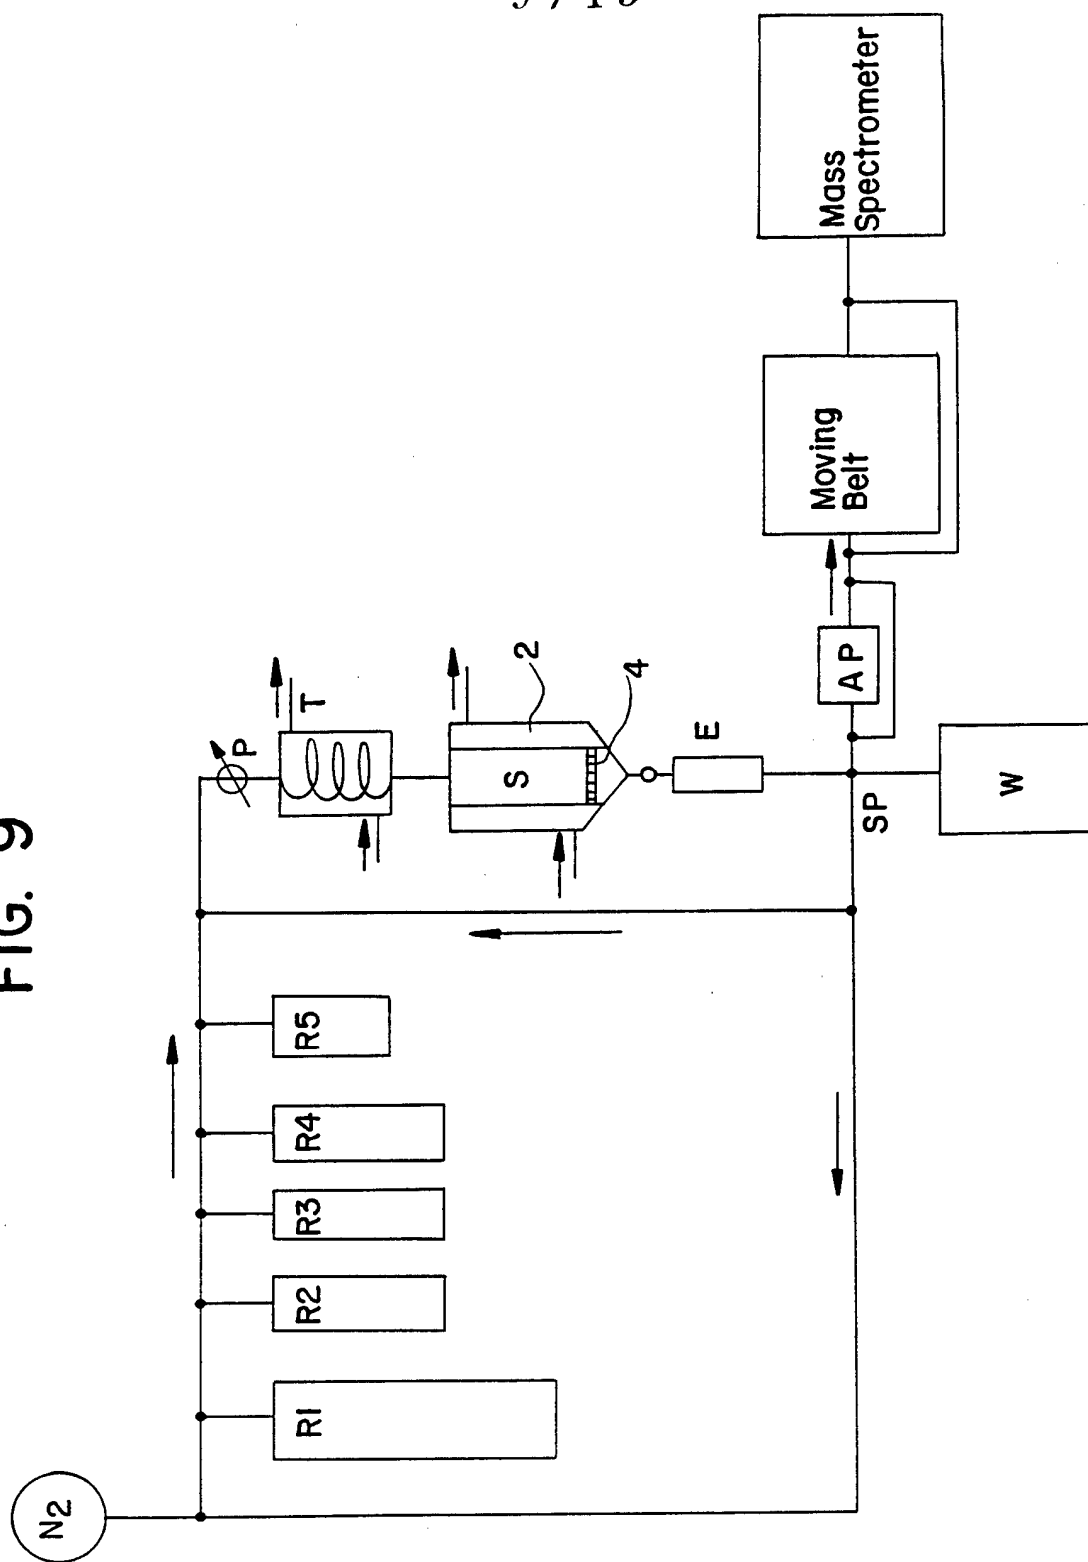 FIG. 9
N2
R1
R2
R3
R4
R5
P
T
S
2
4
E
SP
W
AP
Moving
Belt
Mass
Spectrometer